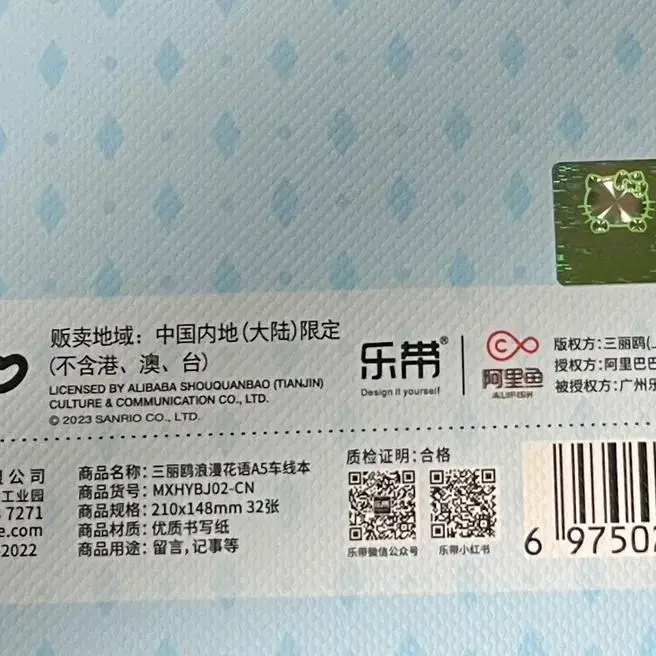 贩卖地域：中国内地(大陆)限定
(不含港、澳、台)
LICENSED BY ALIBABA SHOUQUANBAO (TIANJIN)
CULTURE & COMMUNICATION CO., LTD.
© 2023 SANRIO CO., LTD.
乐带®
Design it yourself
阿里鱼
ALIFISH
版权方：三丽鸥(
授权方：阿里巴巴
被授权方：广州乐
限公司
工业园
7271
e.com
-2022
商品名称：三丽鸥浪漫花语A5车线本
商品货号：MXHYBJ02-CN
商品规格：210x148mm 32张
商品材质：优质书写纸
商品用途：留言,记事等
质检证明：合格
乐带微信公众号
乐带小红书
6 97502